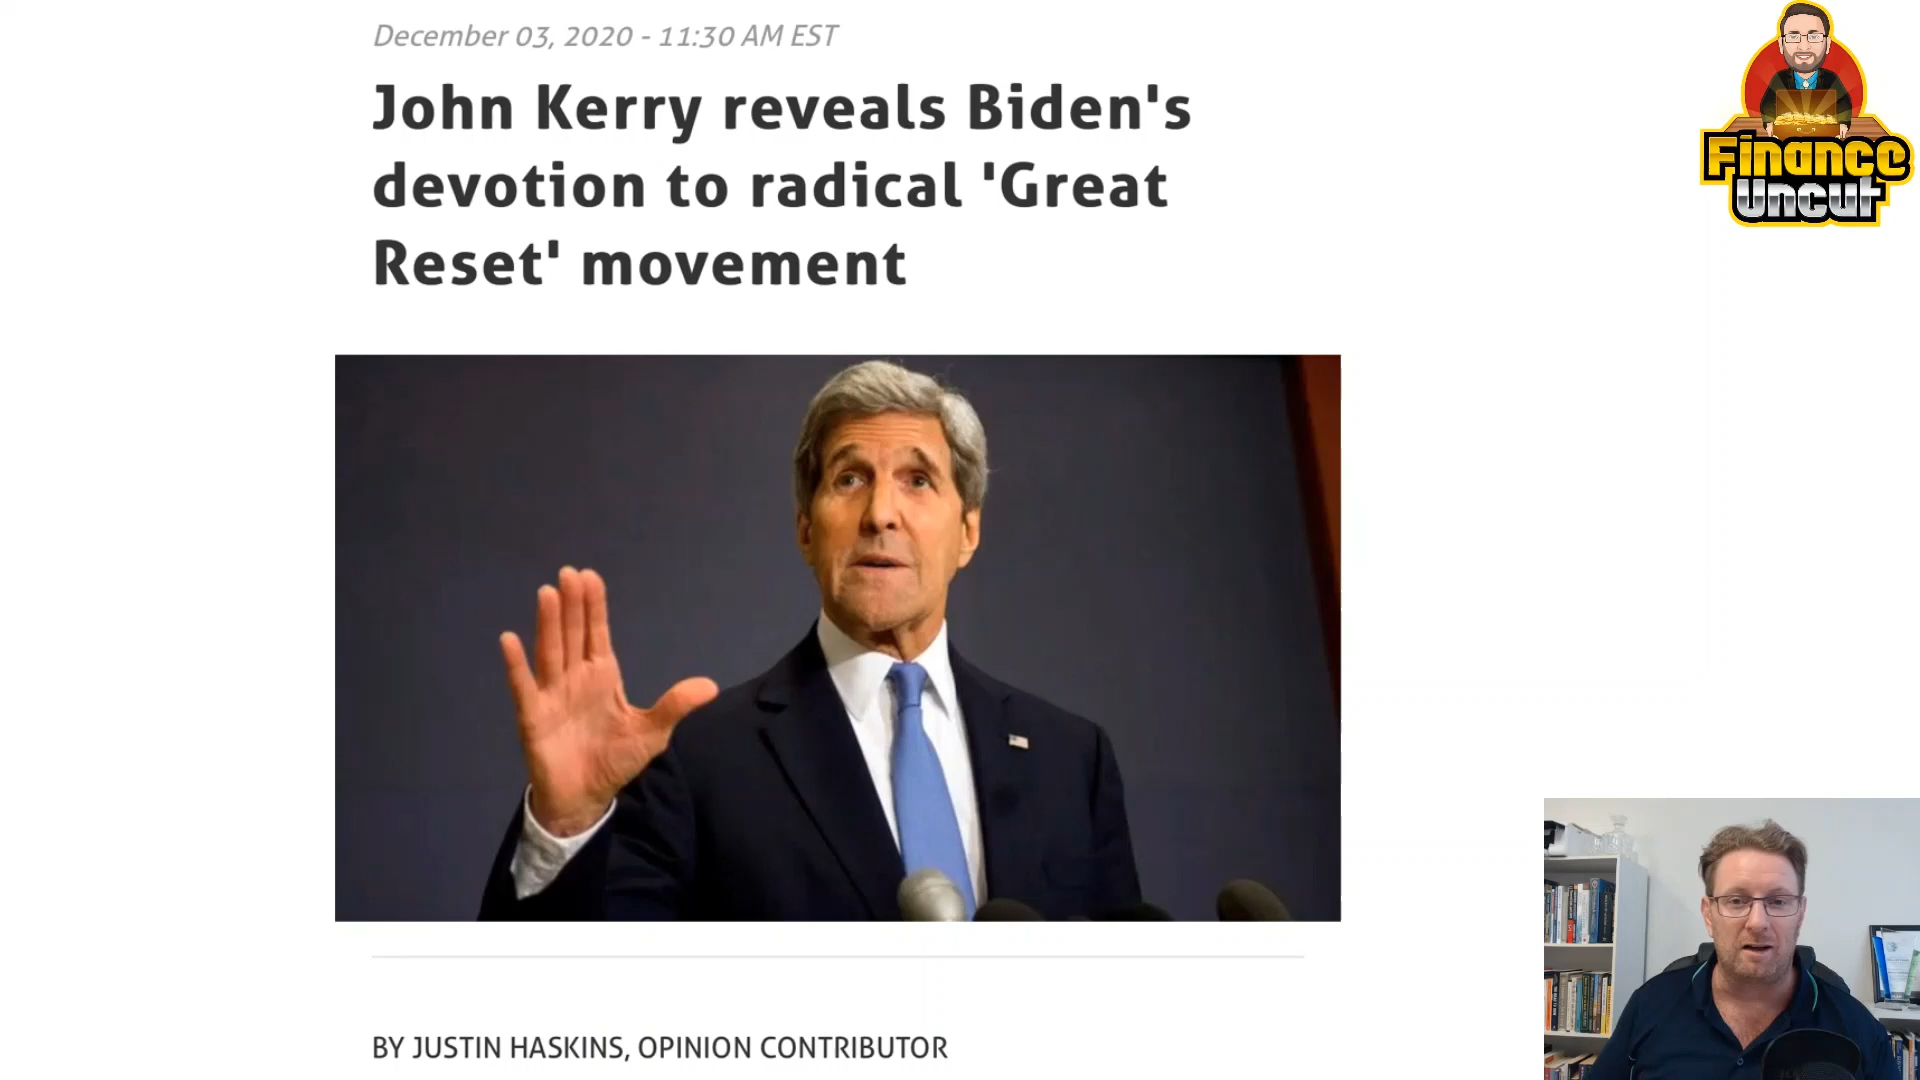 December 03, 2020 - 11:30 AM EST
John Kerry reveals Biden's
devotion to radical 'Great
Reset' movement
BY JUSTIN HASKINS, OPINION CONTRIBUTOR
Finance
Uncut